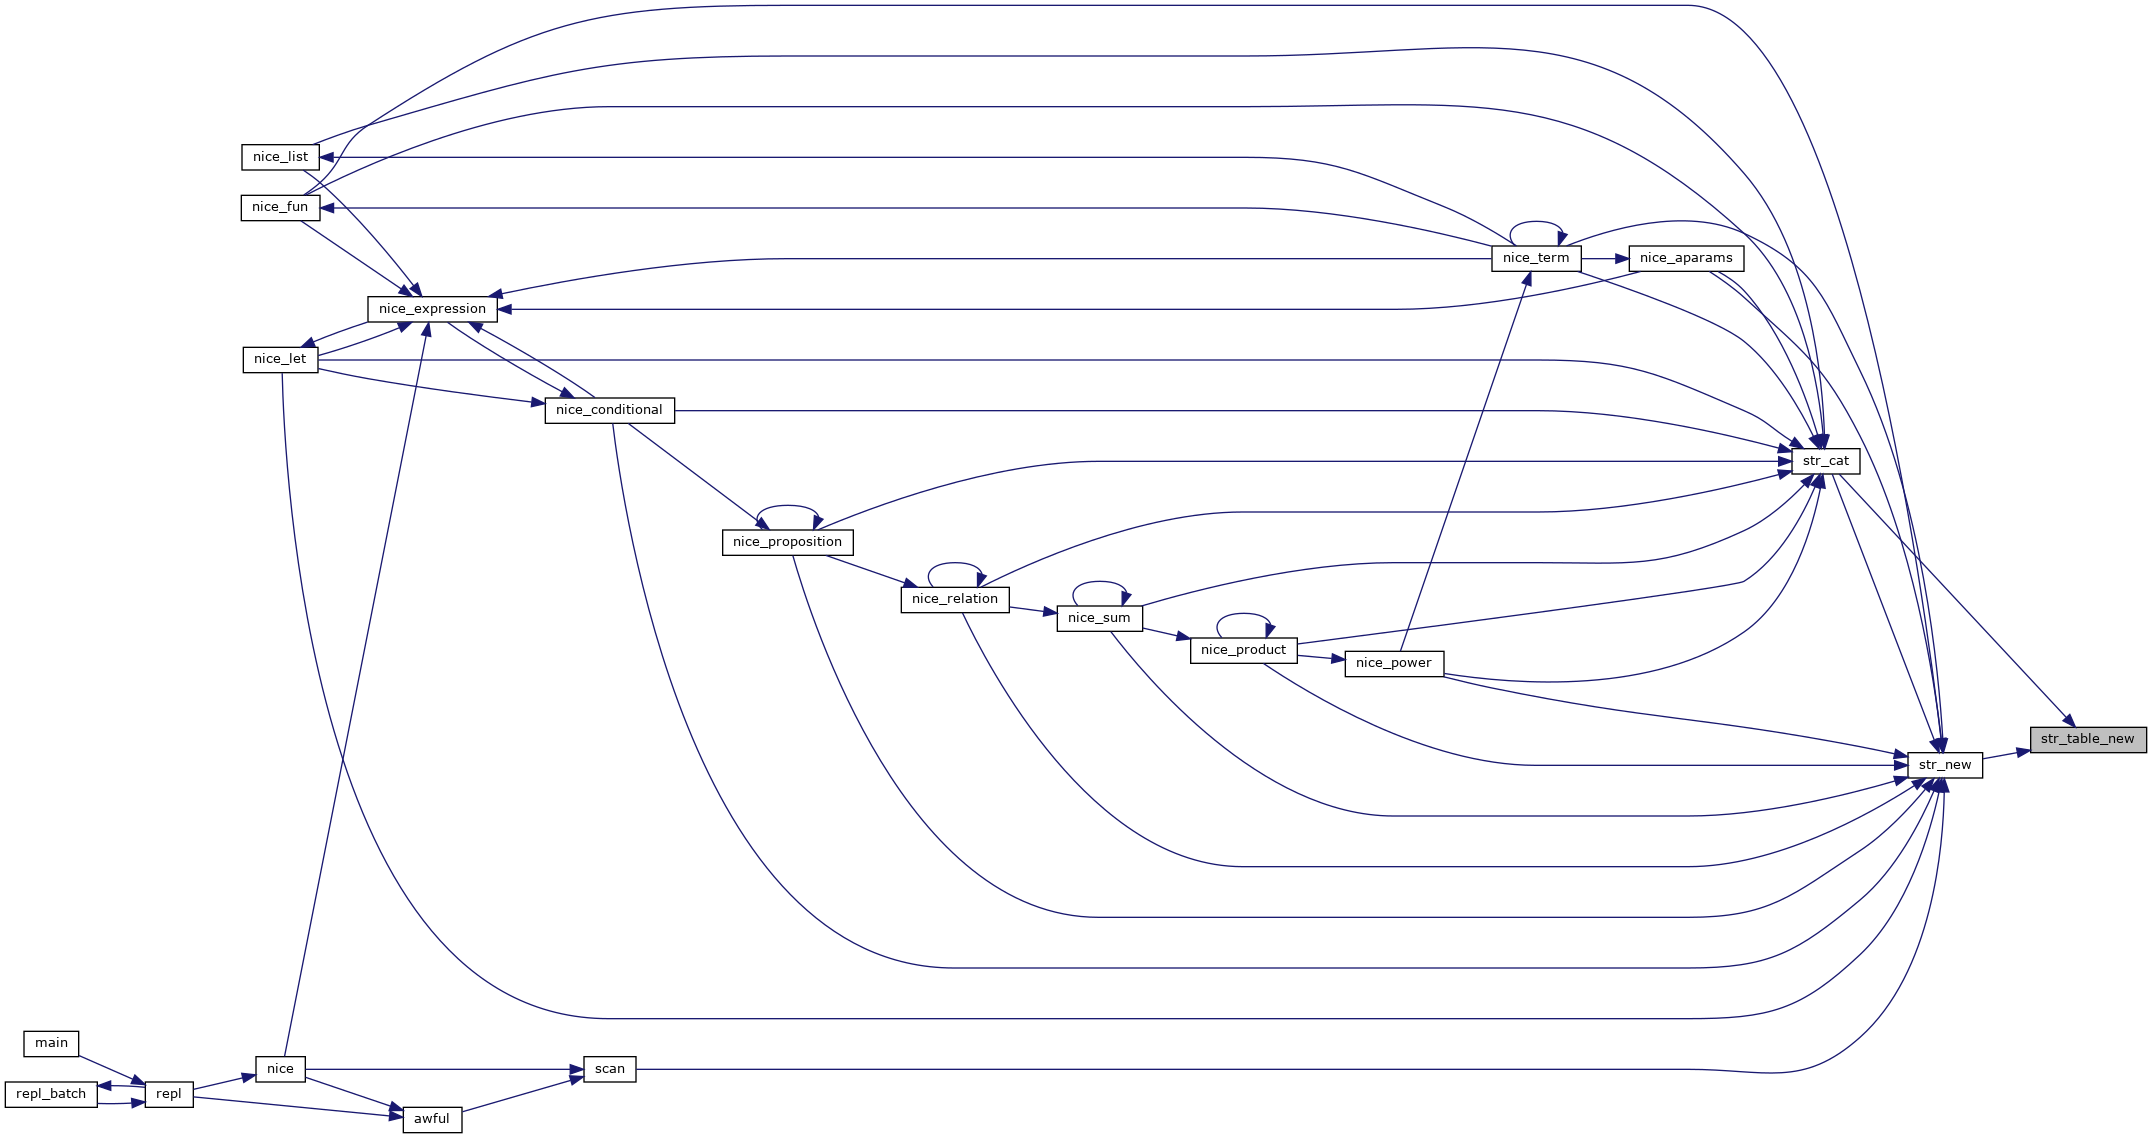 nice_list
nice_fun
nice_term
nice_aparams
nice_expression
nice_let
nice_conditional
str_cat
nice_proposition
nice_relation
nice_sum
nice_product
nice_power
str_table_new
str_new
main
nice
scan
repl_batch
repl
awful